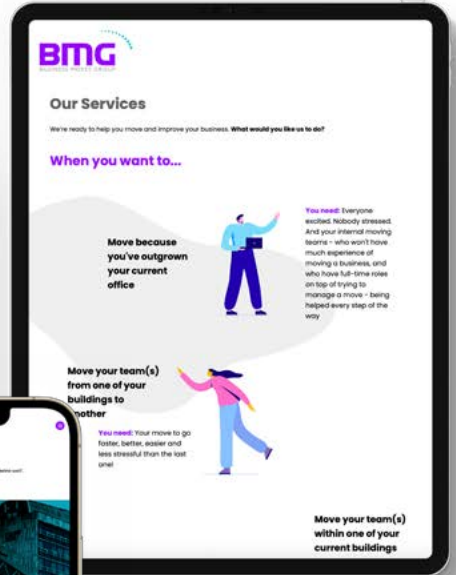 BMG
BUSINESS MOVES GROUP
Our Services
We're ready to help you move and improve your business. What would you like us to do?
When you want to...
Move because
you've outgrown
your current
office
You need: Everyone
excited. Nobody stressed.
And your internal moving
teams - who won't have
much experience of
moving a business, and
who have full-time roles
on top of trying to
manage a move - being
helped every step of the
way
Move your team(s)
from one of your
buildings to
another
You need: Your move to go
faster, better, easier and
less stressful than the last
one!
Move your team(s)
within one of your
current buildings